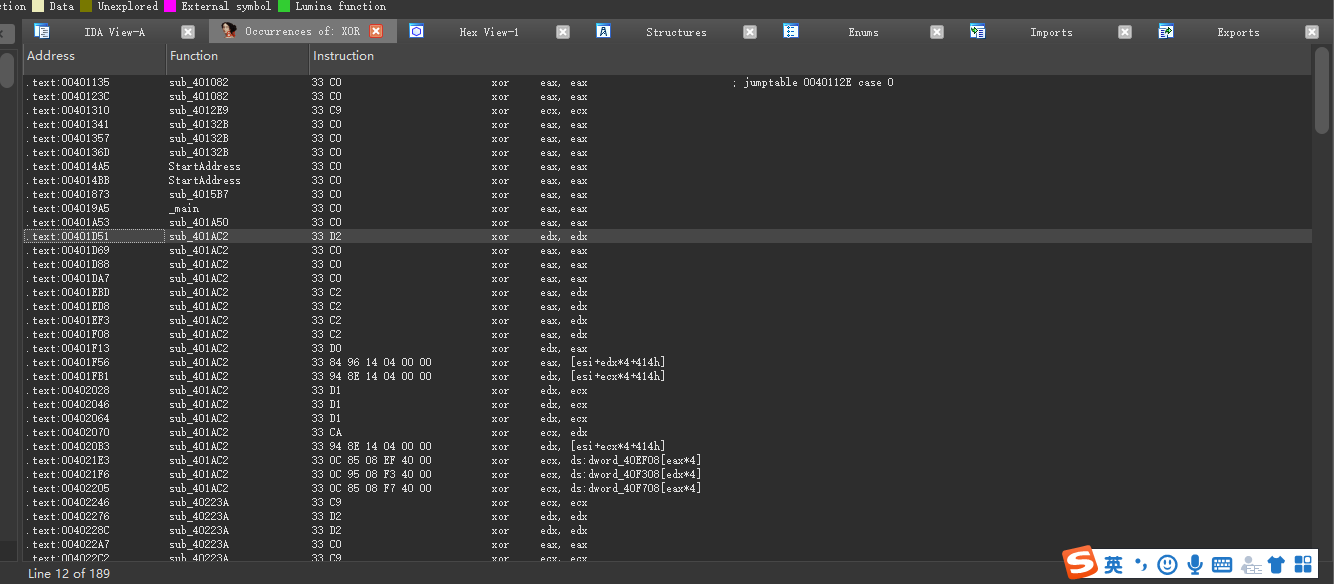 ction Data Unexplored External symbol Lumina function
IDA View-A Occurrences of: XOR Hex View-1 Structures Enums Imports Exports
Address Function Instruction
.text:00401135 sub_401082 33 C0 xor eax, eax ; jumptable 0040112E case 0
.text:0040123C sub_401082 33 C0 xor eax, eax
.text:00401310 sub_4012E9 33 C9 xor ecx, ecx
.text:00401341 sub_40132B 33 C0 xor eax, eax
.text:00401357 sub_40132B 33 C0 xor eax, eax
.text:0040136D sub_40132B 33 C0 xor eax, eax
.text:004014A5 StartAddress 33 C0 xor eax, eax
.text:004014BB StartAddress 33 C0 xor eax, eax
.text:00401873 sub_4015B7 33 C0 xor eax, eax
.text:004019A5 _main 33 C0 xor eax, eax
.text:00401A53 sub_401A50 33 C0 xor eax, eax
.text:00401D51 sub_401AC2 33 D2 xor edx, edx
.text:00401D69 sub_401AC2 33 C0 xor eax, eax
.text:00401D88 sub_401AC2 33 C0 xor eax, eax
.text:00401DA7 sub_401AC2 33 C0 xor eax, eax
.text:00401EBD sub_401AC2 33 C2 xor eax, edx
.text:00401ED8 sub_401AC2 33 C2 xor eax, edx
.text:00401EF3 sub_401AC2 33 C2 xor eax, edx
.text:00401F08 sub_401AC2 33 C2 xor eax, edx
.text:00401F13 sub_401AC2 33 D0 xor edx, eax
.text:00401F56 sub_401AC2 33 84 96 14 04 00 00 xor eax, [esi+edx*4+414h]
.text:00401FB1 sub_401AC2 33 94 8E 14 04 00 00 xor edx, [esi+ecx*4+414h]
.text:00402028 sub_401AC2 33 D1 xor edx, ecx
.text:00402046 sub_401AC2 33 D1 xor edx, ecx
.text:00402064 sub_401AC2 33 D1 xor edx, ecx
.text:00402070 sub_401AC2 33 CA xor ecx, edx
.text:004020B3 sub_401AC2 33 94 8E 14 04 00 00 xor edx, [esi+ecx*4+414h]
.text:004021E3 sub_401AC2 33 0C 85 08 EF 40 00 xor ecx, ds:dword_40EF08[eax*4]
.text:004021F6 sub_401AC2 33 0C 95 08 F3 40 00 xor ecx, ds:dword_40F308[edx*4]
.text:00402205 sub_401AC2 33 0C 85 08 F7 40 00 xor ecx, ds:dword_40F708[eax*4]
.text:00402246 sub_40223A 33 C9 xor ecx, ecx
.text:00402276 sub_40223A 33 D2 xor edx, edx
.text:0040228C sub_40223A 33 D2 xor edx, edx
.text:004022A7 sub_40223A 33 C0 xor eax, eax
.text:004022C2 sub_40223A 33 C9 xor ecx, ecx
Line 12 of 189
英